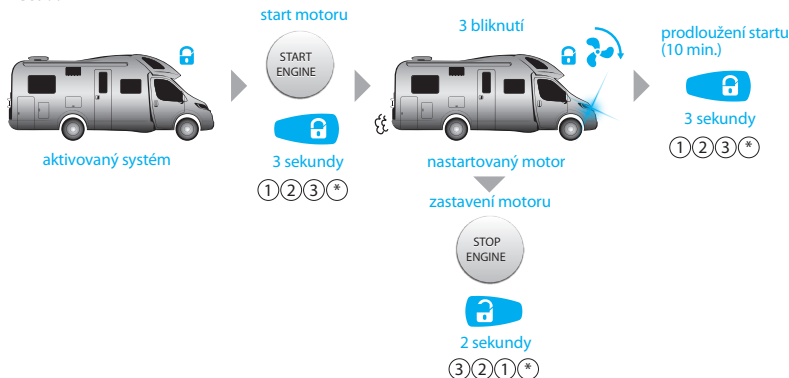 start motoru
START
ENGINE
3 sekundy
1 2 3 *
aktivovaný systém
3 bliknutí
nastartovaný motor
prodloužení startu
(10 min.)
3 sekundy
1 2 3 *
zastavení motoru
STOP
ENGINE
2 sekundy
3 2 1 *